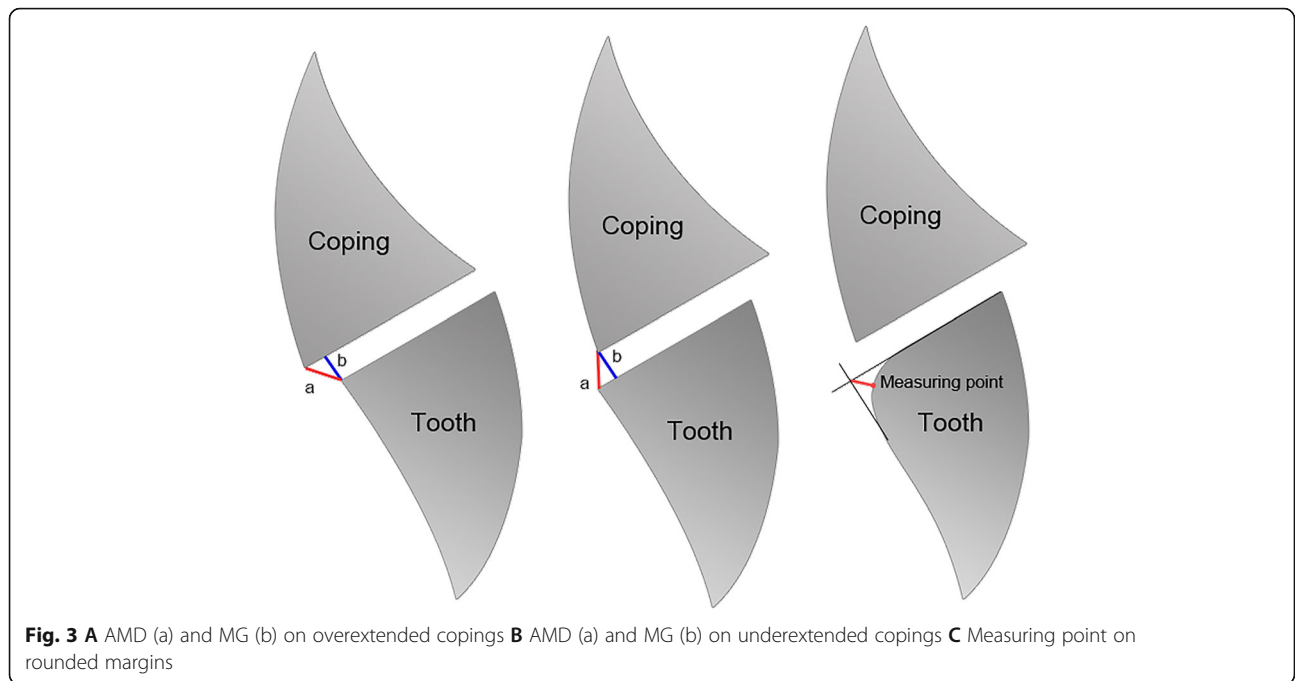 Coping
Coping
Coping
b
a
Tooth
b
a
Tooth
Measuring point
Tooth
Fig. 3 A AMD (a) and MG (b) on overextended copings B AMD (a) and MG (b) on underextended copings C Measuring point on
rounded margins